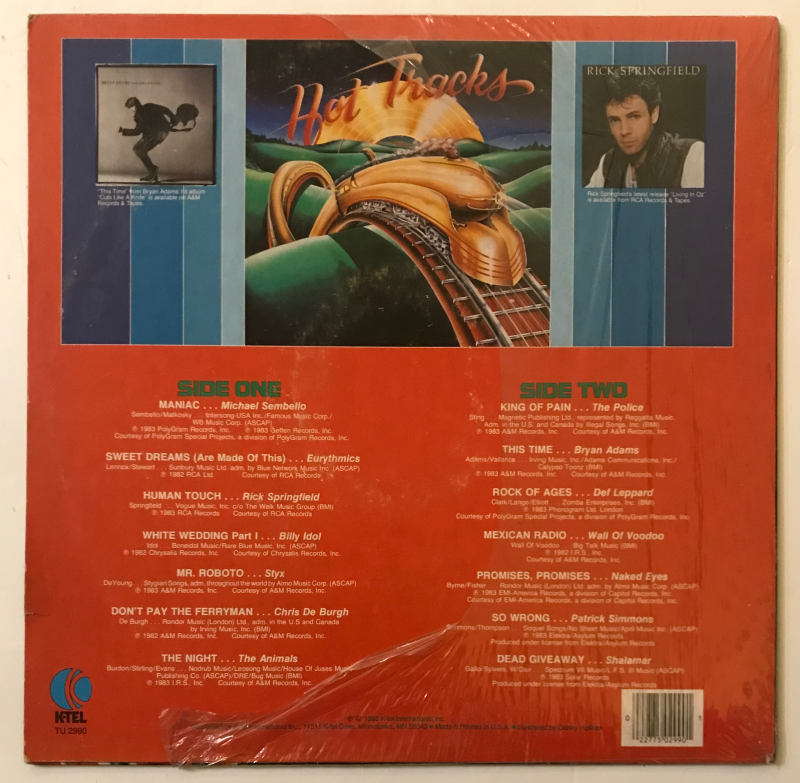 Hot Tracks
BRYAN ADAMS
RICK SPRINGFIELD
"This Time" from Bryan Adams' hit album
"Cuts Like A Knife" is available on A&M
Records & Tapes.
Rick Springfield's latest release "Living In Oz"
is available from RCA Records & Tapes.
SIDE ONE
MANIAC . . . Michael Sembello
Sembello/Matkosky . . . Intersong-USA Inc./Famous Music Corp./
WB Music Corp. (ASCAP)
℗ 1983 PolyGram Records, Inc. ℗ 1983 Geffen Records, Inc.
Courtesy of PolyGram Special Projects, a division of PolyGram Records, Inc.
SWEET DREAMS (Are Made Of This) . . . Eurythmics
Lennox/Stewart . . . Sunbury Music Ltd. adm. by Blue Network Music Inc. (ASCAP)
℗ 1982 RCA Ltd. Courtesy of RCA Records
HUMAN TOUCH . . . Rick Springfield
Springfield . . . Vogue Music, Inc. c/o The Walk Music Group (BMI)
℗ 1983 RCA Records Courtesy of RCA Records
WHITE WEDDING Part I . . . Billy Idol
Idol . . . Boneidol Music/Rare Blue Music, Inc. (ASCAP)
℗ 1982 Chrysalis Records, Inc. Courtesy of Chrysalis Records, Inc.
MR. ROBOTO . . . Styx
DeYoung . . . Stygian Songs, adm. throughout the world by Almo Music Corp. (ASCAP)
℗ 1983 A&M Records, Inc. Courtesy of A&M Records, Inc.
DON'T PAY THE FERRYMAN . . . Chris De Burgh
De Burgh . . . Rondor Music (London) Ltd., adm. in the U.S and Canada
by Irving Music, Inc. (BMI)
℗ 1982 A&M Records, Inc. Courtesy of A&M Records, Inc.
THE NIGHT . . . The Animals
Burdon/Stirling/Evans . . . Nodrub Music/Leosong Music/House Of Juses Music
Publishing Co. (ASCAP)/DRE/Bug Music (BMI)
℗ 1983 I.R.S., Inc. Courtesy of A&M Records, Inc.
SIDE TWO
KING OF PAIN . . . The Police
Sting . . . Magnetic Publishing Ltd., represented by Reggatta Music,
Adm. in the U.S. and Canada by Illegal Songs, Inc. (BMI)
℗ 1983 A&M Records, Inc. Courtesy of A&M Records, Inc.
THIS TIME . . . Bryan Adams
Adams/Vallance . . . Irving Music, Inc./Adams Communications, Inc./
Calypso Toonz (BMI)
℗ 1983 A&M Records, Inc. Courtesy of A&M Records, Inc.
ROCK OF AGES . . . Def Leppard
Clark/Lange/Elliott . . . Zomba Enterprises, Inc. (BMI)
℗ 1983 Phonogram Ltd. London
Courtesy of PolyGram Special Projects, a division of PolyGram Records, Inc.
MEXICAN RADIO . . . Wall Of Voodoo
Wall Of Voodoo . . . Big Talk Music (BMI)
℗ 1982 I.R.S., Inc.
Courtesy of A&M Records, Inc.
PROMISES, PROMISES . . . Naked Eyes
Byrne/Fisher . . . Rondor Music (London) Ltd. adm. by Almo Music Corp. (ASCAP)
℗ 1983 EMI-America Records, a division of Capitol Records, Inc.
Courtesy of EMI-America Records, a division of Capitol Records, Inc.
SO WRONG . . . Patrick Simmons
Simmons/Thompson . . . Soquel Songs/No Sheet Music/April Music Inc. (ASCAP)
℗ 1983 Elektra/Asylum Records
Produced under license from Elektra/Asylum Records
DEAD GIVEAWAY . . . Shalamar
℗ 1983 Solar Records
Produced under license from Elektra/Asylum Records
K-TEL
TU 2990
Made & Printed in U.S.A.
0 22775 02990 1